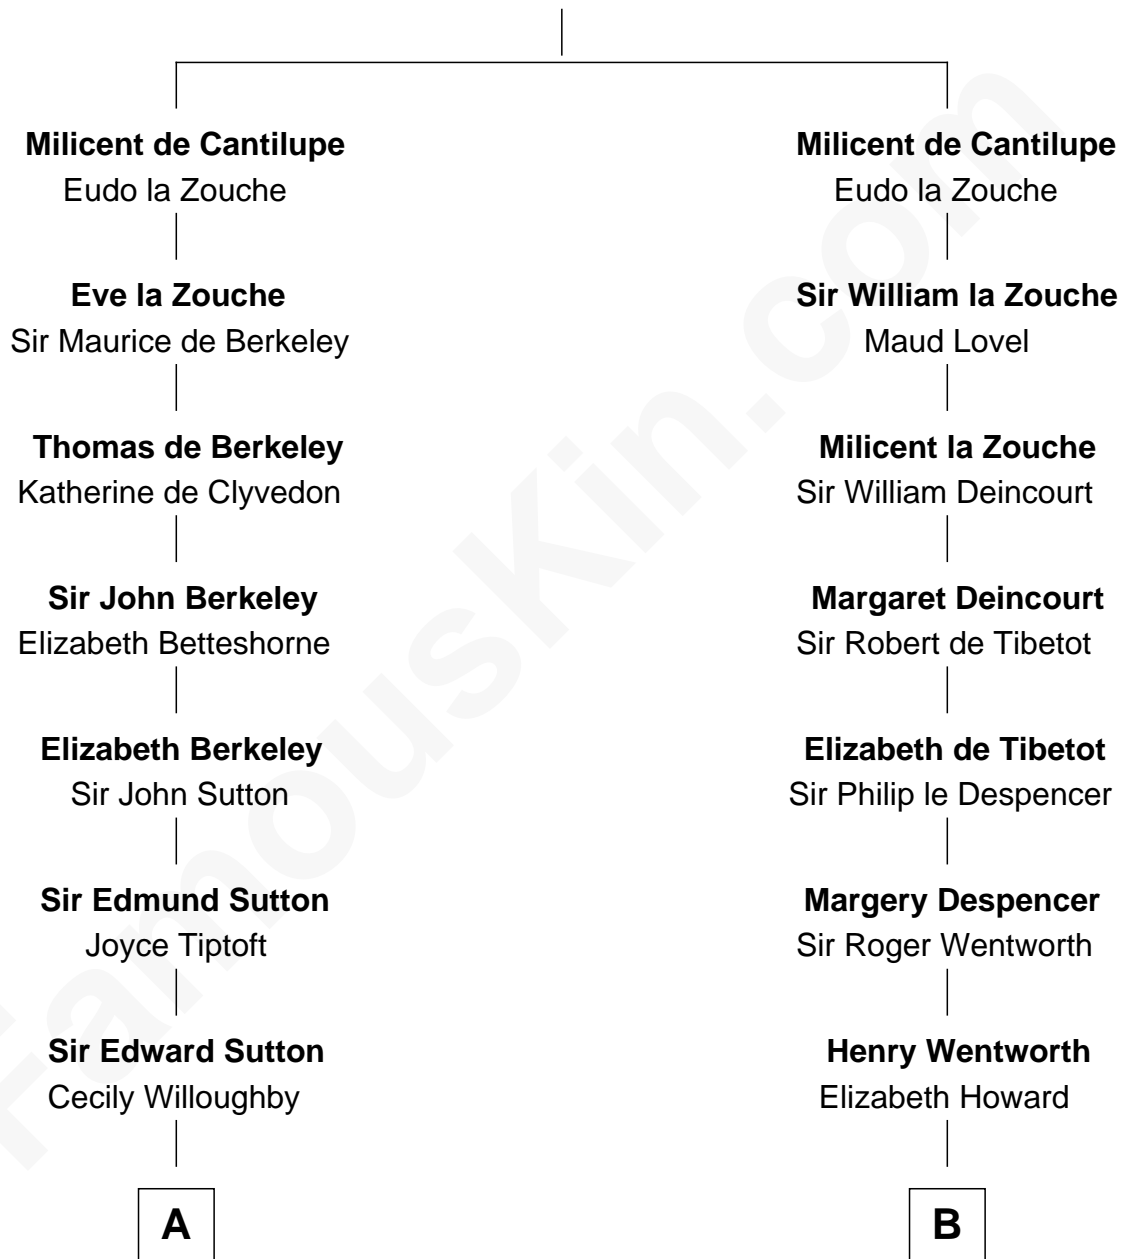 Milicent de Cantilupe
Eudo la Zouche
Eve la Zouche
Sir Maurice de Berkeley
Thomas de Berkeley
Katherine de Clyvedon
Sir John Berkeley
Elizabeth Betteshorne
Elizabeth Berkeley
Sir John Sutton
Sir Edmund Sutton
Joyce Tiptoft
Sir Edward Sutton
Cecily Willoughby
A
Milicent de Cantilupe
Eudo la Zouche
Sir William la Zouche
Maud Lovel
Milicent la Zouche
Sir William Deincourt
Margaret Deincourt
Sir Robert de Tibetot
Elizabeth de Tibetot
Sir Philip le Despencer
Margery Despencer
Sir Roger Wentworth
Henry Wentworth
Elizabeth Howard
B
FamousKin.com